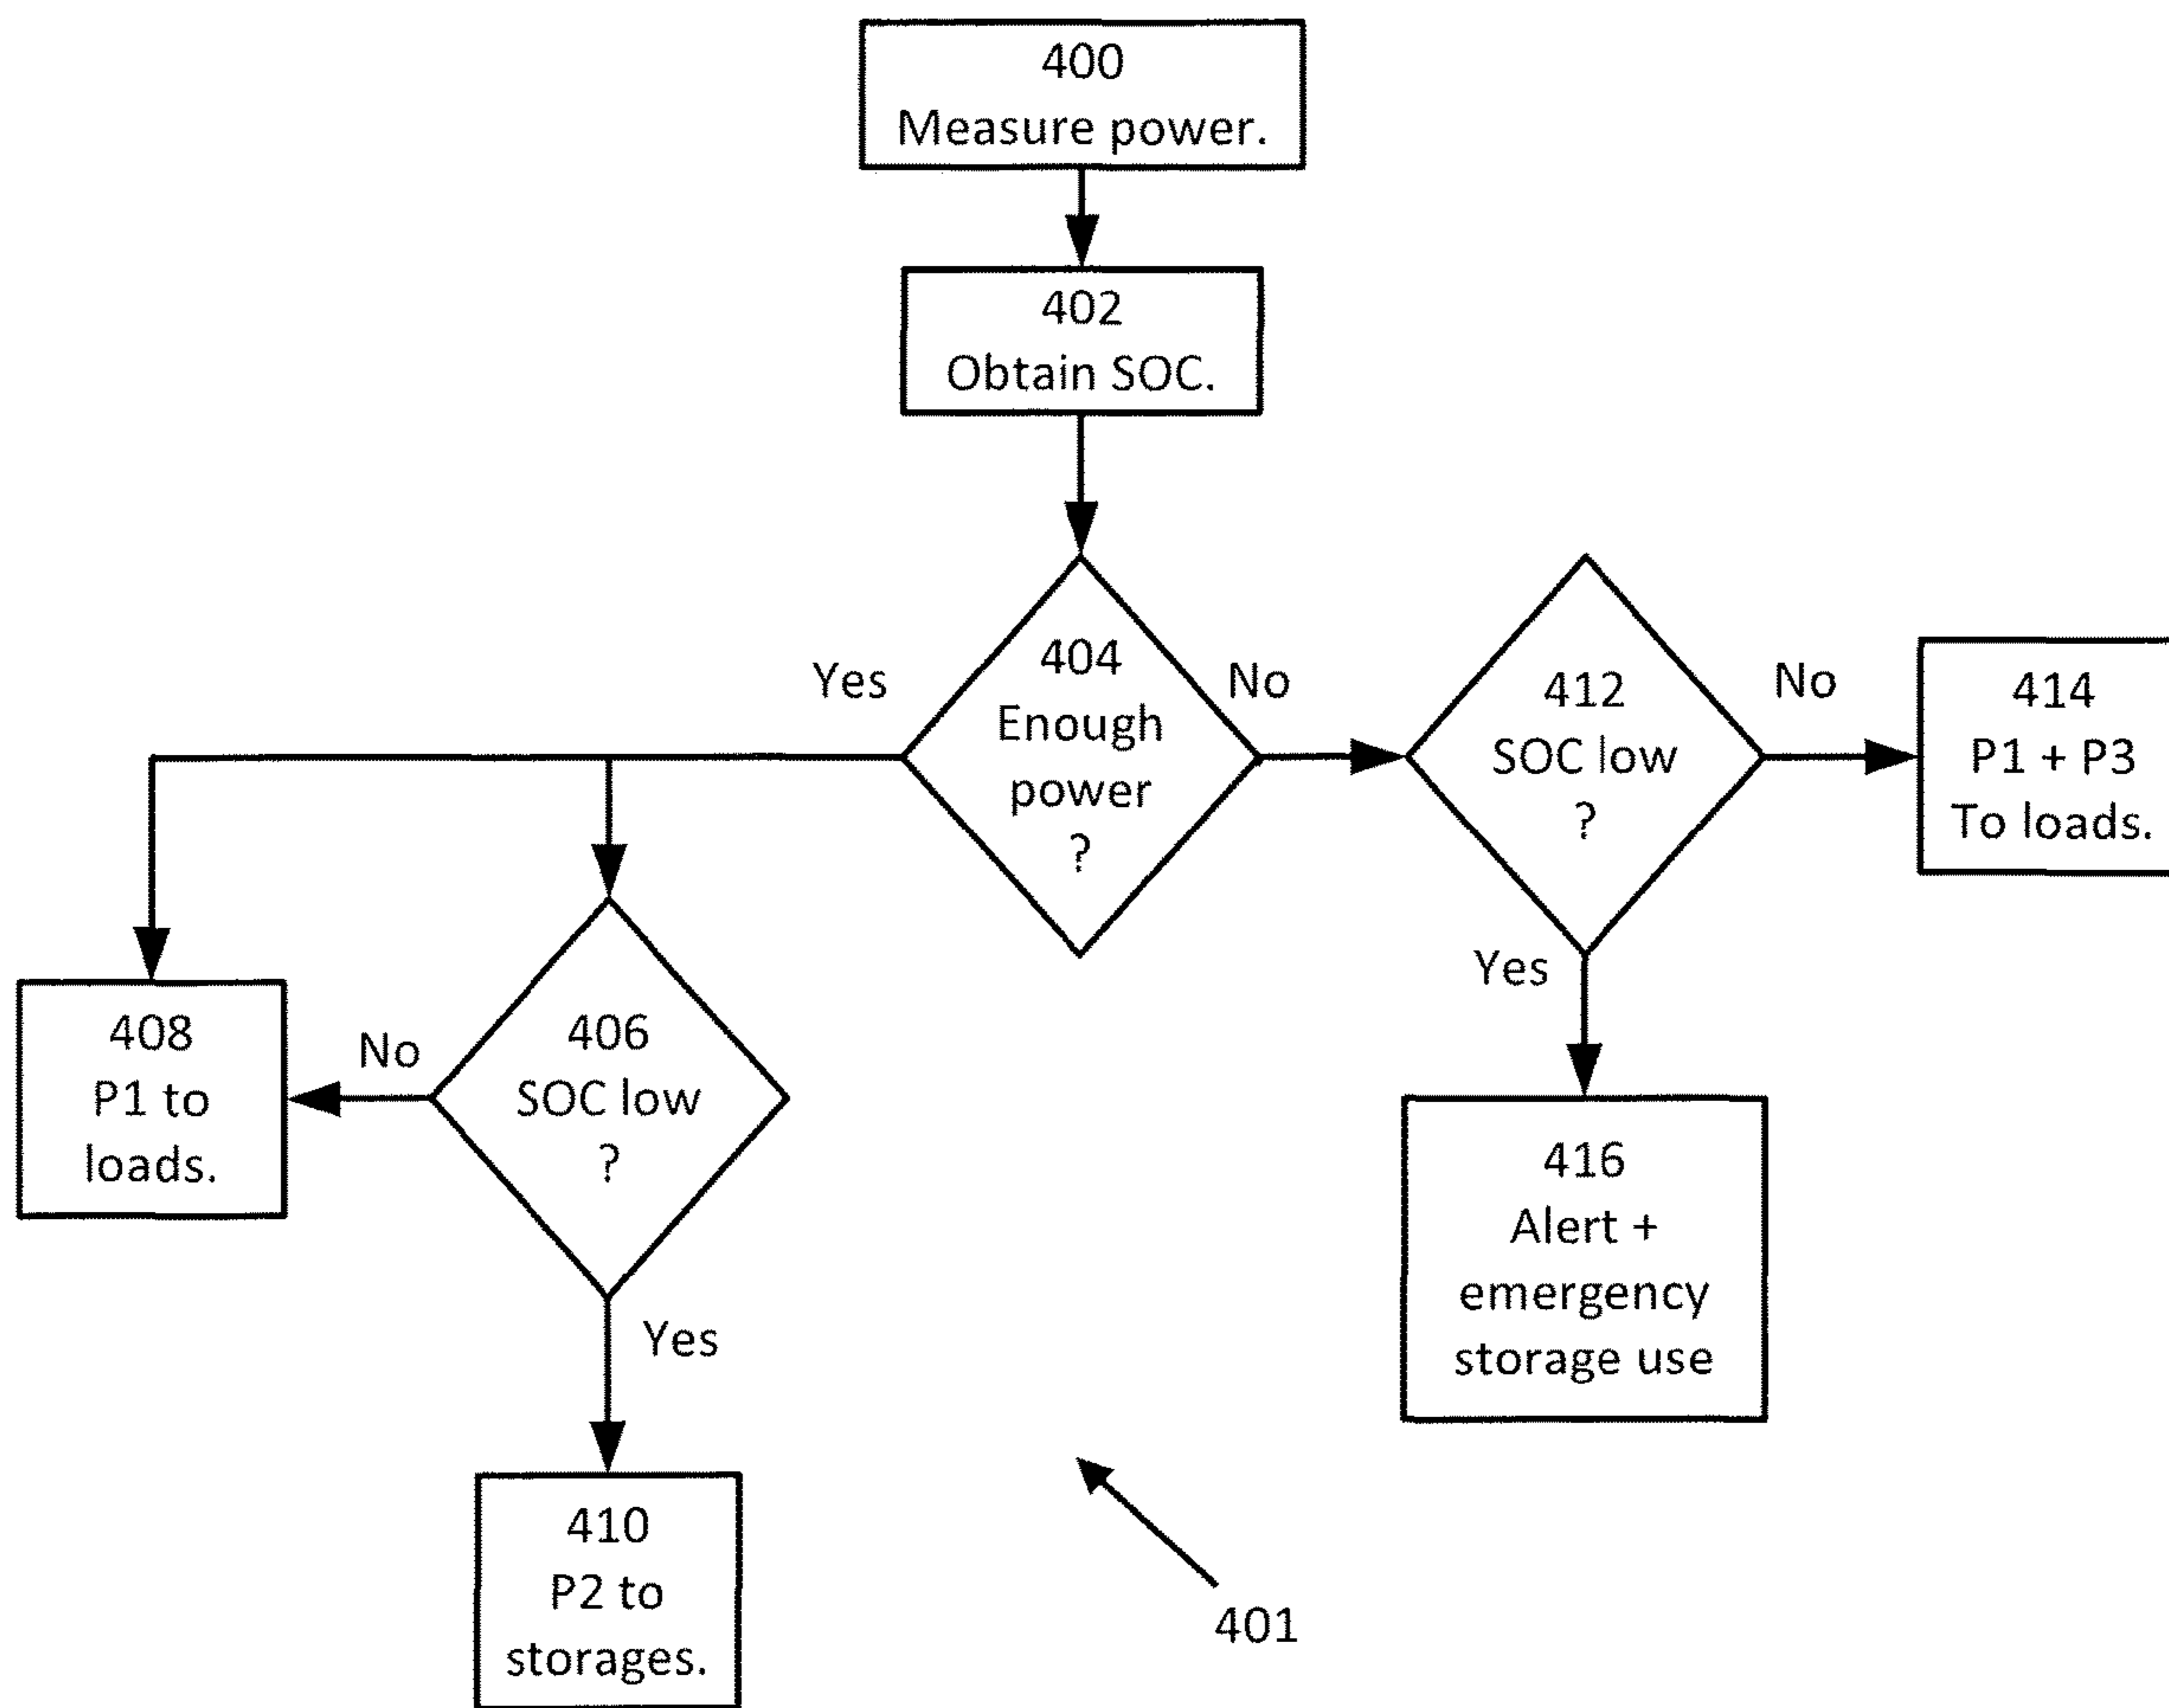 400
Measure power.
402
Obtain SOC.
404
Enough
power
?
Yes
No
412
SOC low
?
No
414
P1 + P3
To loads.
Yes
408
P1 to
loads.
No
406
SOC low
?
416
Alert +
emergency
storage use
Yes
410
P2 to
storages.
401